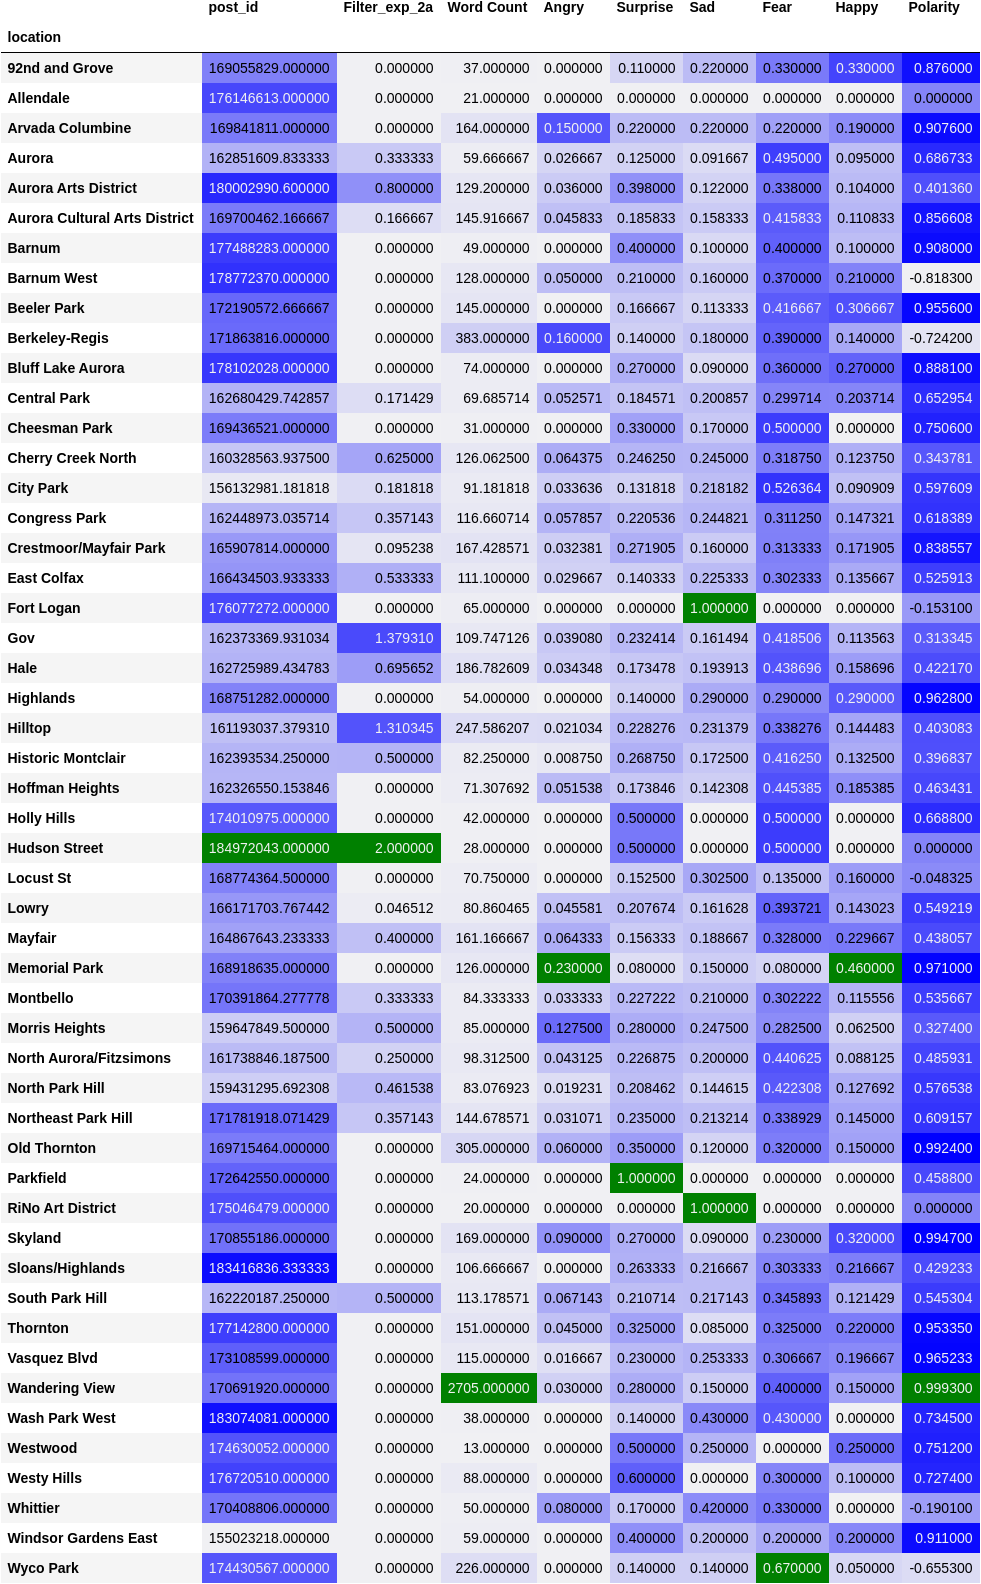 post_id Filter_exp_2a Word Count Angry Surprise Sad Fear Happy Polarity
location
92nd and Grove 169055829.000000 0.000000 37.000000 0.000000 0.110000 0.220000 0.330000 0.330000 0.876000
Allendale 176146613.000000 0.000000 21.000000 0.000000 0.000000 0.000000 0.000000 0.000000 0.000000
Arvada Columbine 169841811.000000 0.000000 164.000000 0.150000 0.220000 0.220000 0.220000 0.190000 0.907600
Aurora 162851609.833333 0.333333 59.666667 0.026667 0.125000 0.091667 0.495000 0.095000 0.686733
Aurora Arts District 180002990.600000 0.800000 129.200000 0.036000 0.398000 0.122000 0.338000 0.104000 0.401360
Aurora Cultural Arts District 169700462.166667 0.166667 145.916667 0.045833 0.185833 0.158333 0.415833 0.110833 0.856608
Barnum 177488283.000000 0.000000 49.000000 0.000000 0.400000 0.100000 0.400000 0.100000 0.908000
Barnum West 178772370.000000 0.000000 128.000000 0.050000 0.210000 0.160000 0.370000 0.210000 -0.818300
Beeler Park 172190572.666667 0.000000 145.000000 0.000000 0.166667 0.113333 0.416667 0.306667 0.955600
Berkeley-Regis 171863816.000000 0.000000 383.000000 0.160000 0.140000 0.180000 0.390000 0.140000 -0.724200
Bluff Lake Aurora 178102028.000000 0.000000 74.000000 0.000000 0.270000 0.090000 0.360000 0.270000 0.888100
Central Park 162680429.742857 0.171429 69.685714 0.052571 0.184571 0.200857 0.299714 0.203714 0.652954
Cheesman Park 169436521.000000 0.000000 31.000000 0.000000 0.330000 0.170000 0.500000 0.000000 0.750600
Cherry Creek North 160328563.937500 0.625000 126.062500 0.064375 0.246250 0.245000 0.318750 0.123750 0.343781
City Park 156132981.181818 0.181818 91.181818 0.033636 0.131818 0.218182 0.526364 0.090909 0.597609
Congress Park 162448973.035714 0.357143 116.660714 0.057857 0.220536 0.244821 0.311250 0.147321 0.618389
Crestmoor/Mayfair Park 165907814.000000 0.095238 167.428571 0.032381 0.271905 0.160000 0.313333 0.171905 0.838557
East Colfax 166434503.933333 0.533333 111.100000 0.029667 0.140333 0.225333 0.302333 0.135667 0.525913
Fort Logan 176077272.000000 0.000000 65.000000 0.000000 0.000000 1.000000 0.000000 0.000000 -0.153100
Gov 162373369.931034 1.379310 109.747126 0.039080 0.232414 0.161494 0.418506 0.113563 0.313345
Hale 162725989.434783 0.695652 186.782609 0.034348 0.173478 0.193913 0.438696 0.158696 0.422170
Highlands 168751282.000000 0.000000 54.000000 0.000000 0.140000 0.290000 0.290000 0.290000 0.962800
Hilltop 161193037.379310 1.310345 247.586207 0.021034 0.228276 0.231379 0.338276 0.144483 0.403083
Historic Montclair 162393534.250000 0.500000 82.250000 0.008750 0.268750 0.172500 0.416250 0.132500 0.396837
Hoffman Heights 162326550.153846 0.000000 71.307692 0.051538 0.173846 0.142308 0.445385 0.185385 0.463431
Holly Hills 174010975.000000 0.000000 42.000000 0.000000 0.500000 0.000000 0.500000 0.000000 0.668800
Hudson Street 184972043.000000 2.000000 28.000000 0.000000 0.500000 0.000000 0.500000 0.000000 0.000000
Locust St 168774364.500000 0.000000 70.750000 0.000000 0.152500 0.302500 0.135000 0.160000 -0.048325
Lowry 166171703.767442 0.046512 80.860465 0.045581 0.207674 0.161628 0.393721 0.143023 0.549219
Mayfair 164867643.233333 0.400000 161.166667 0.064333 0.156333 0.188667 0.328000 0.229667 0.438057
Memorial Park 168918635.000000 0.000000 126.000000 0.230000 0.080000 0.150000 0.080000 0.460000 0.971000
Montbello 170391864.277778 0.333333 84.333333 0.033333 0.227222 0.210000 0.302222 0.115556 0.535667
Morris Heights 159647849.500000 0.500000 85.000000 0.127500 0.280000 0.247500 0.282500 0.062500 0.327400
North Aurora/Fitzsimons 161738846.187500 0.250000 98.312500 0.043125 0.226875 0.200000 0.440625 0.088125 0.485931
North Park Hill 159431295.692308 0.461538 83.076923 0.019231 0.208462 0.144615 0.422308 0.127692 0.576538
Northeast Park Hill 171781918.071429 0.357143 144.678571 0.031071 0.235000 0.213214 0.338929 0.145000 0.609157
Old Thornton 169715464.000000 0.000000 305.000000 0.060000 0.350000 0.120000 0.320000 0.150000 0.992400
Parkfield 172642550.000000 0.000000 24.000000 0.000000 1.000000 0.000000 0.000000 0.000000 0.458800
RiNo Art District 175046479.000000 0.000000 20.000000 0.000000 0.000000 1.000000 0.000000 0.000000 0.000000
Skyland 170855186.000000 0.000000 169.000000 0.090000 0.270000 0.090000 0.230000 0.320000 0.994700
Sloans/Highlands 183416836.333333 0.000000 106.666667 0.000000 0.263333 0.216667 0.303333 0.216667 0.429233
South Park Hill 162220187.250000 0.500000 113.178571 0.067143 0.210714 0.217143 0.345893 0.121429 0.545304
Thornton 177142800.000000 0.000000 151.000000 0.045000 0.325000 0.085000 0.325000 0.220000 0.953350
Vasquez Blvd 173108599.000000 0.000000 115.000000 0.016667 0.230000 0.253333 0.306667 0.196667 0.965233
Wandering View 170691920.000000 0.000000 2705.000000 0.030000 0.280000 0.150000 0.400000 0.150000 0.999300
Wash Park West 183074081.000000 0.000000 38.000000 0.000000 0.140000 0.430000 0.430000 0.000000 0.734500
Westwood 174630052.000000 0.000000 13.000000 0.000000 0.500000 0.250000 0.000000 0.250000 0.751200
Westy Hills 176720510.000000 0.000000 88.000000 0.000000 0.600000 0.000000 0.300000 0.100000 0.727400
Whittier 170408806.000000 0.000000 50.000000 0.080000 0.170000 0.420000 0.330000 0.000000 -0.190100
Windsor Gardens East 155023218.000000 0.000000 59.000000 0.000000 0.400000 0.200000 0.200000 0.200000 0.911000
Wyco Park 174430567.000000 0.000000 226.000000 0.000000 0.140000 0.140000 0.670000 0.050000 -0.655300